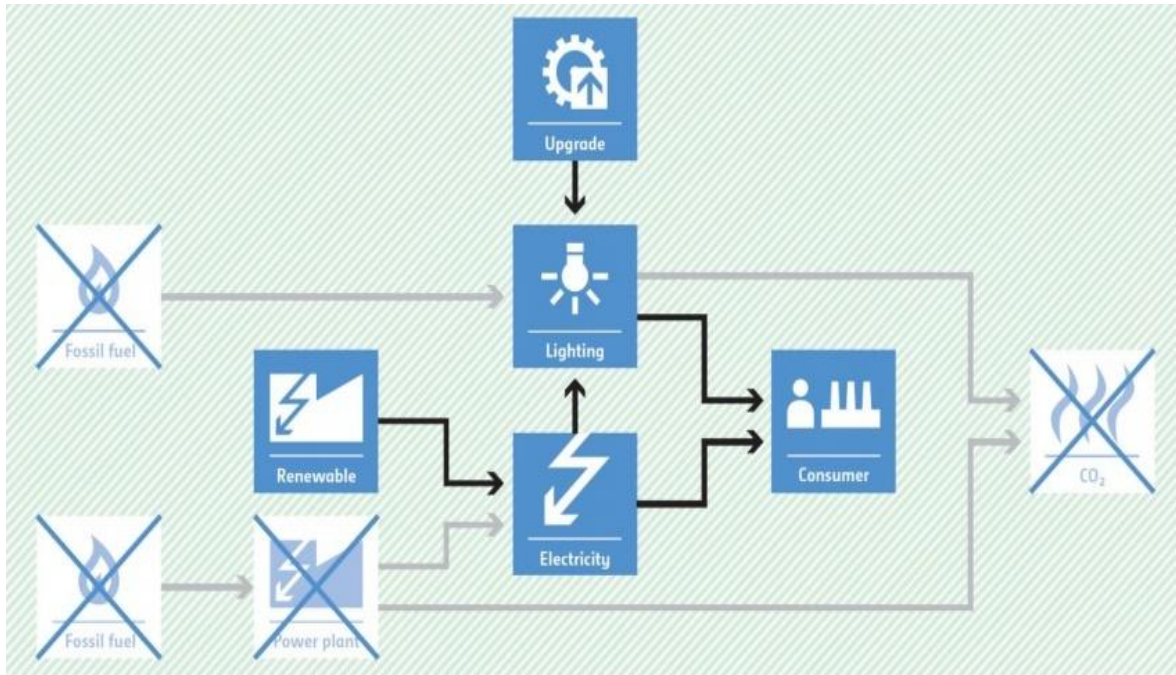 Upgrade
Fossil fuel
Lighting
Renewable
Electricity
Consumer
CO₂
Fossil fuel
Power plant